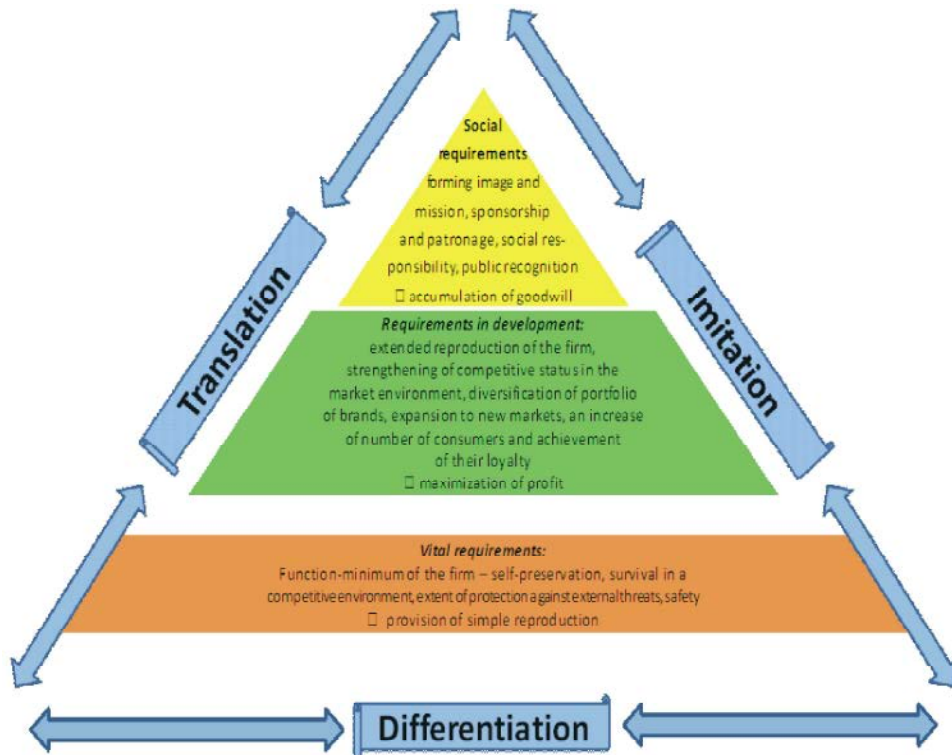 Social
requirements
forming image and
mission, sponsorship
and patronage, social res-
ponsibility, public recognition
□ accumulation of goodwill
Translation
Imitation
Requirements in development:
extended reproduction of the firm,
strengthening of competitive status in the
market environment, diversification of portfolio
of brands, expansion to new markets, an increase
of number of consumers and achievement
of their loyalty
□ maximization of profit
Vital requirements:
Function-minimum of the firm – self-preservation, survival in a
competitive environment, extent of protection against external threats, safety
□ provision of simple reproduction
Differentiation